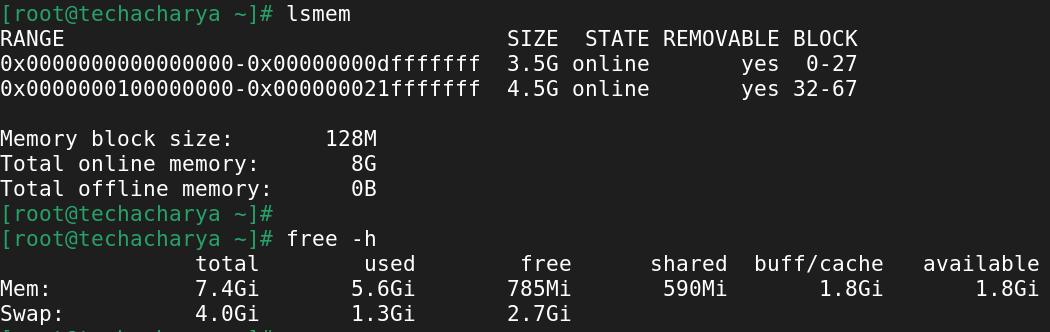 [root@techacharya ~]# lsmem
RANGE                                  SIZE  STATE REMOVABLE BLOCK
0x0000000000000000-0x00000000dfffffff  3.5G online       yes  0-27
0x0000000100000000-0x000000021fffffff  4.5G online       yes 32-67

Memory block size:       128M
Total online memory:       8G
Total offline memory:      0B
[root@techacharya ~]#
[root@techacharya ~]# free -h
               total        used        free      shared  buff/cache   available
Mem:           7.4Gi       5.6Gi       785Mi       590Mi       1.8Gi       1.8Gi
Swap:          4.0Gi       1.3Gi       2.7Gi